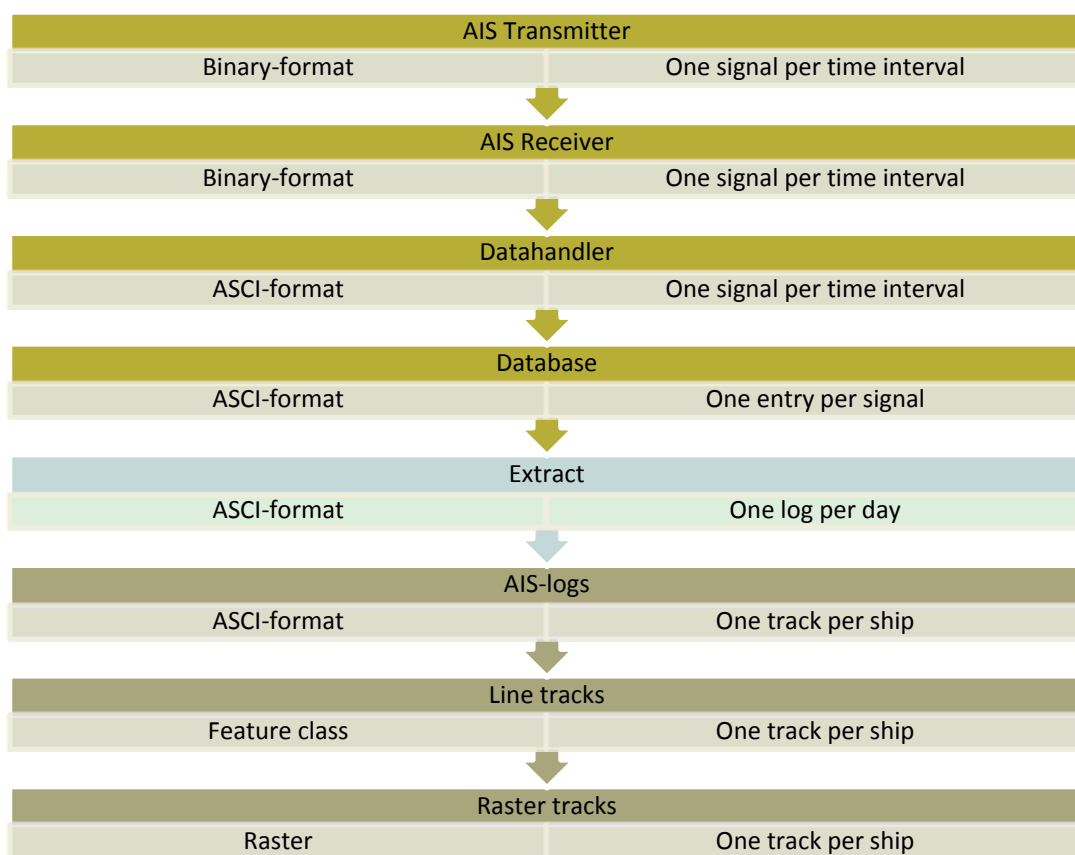 AIS Transmitter
Binary-format One signal per time interval
AIS Receiver
Binary-format One signal per time interval
Datahandler
ASCI-format One signal per time interval
Database
ASCI-format One entry per signal
Extract
ASCI-format One log per day
AIS-logs
ASCI-format One track per ship
Line tracks
Feature class One track per ship
Raster tracks
Raster One track per ship